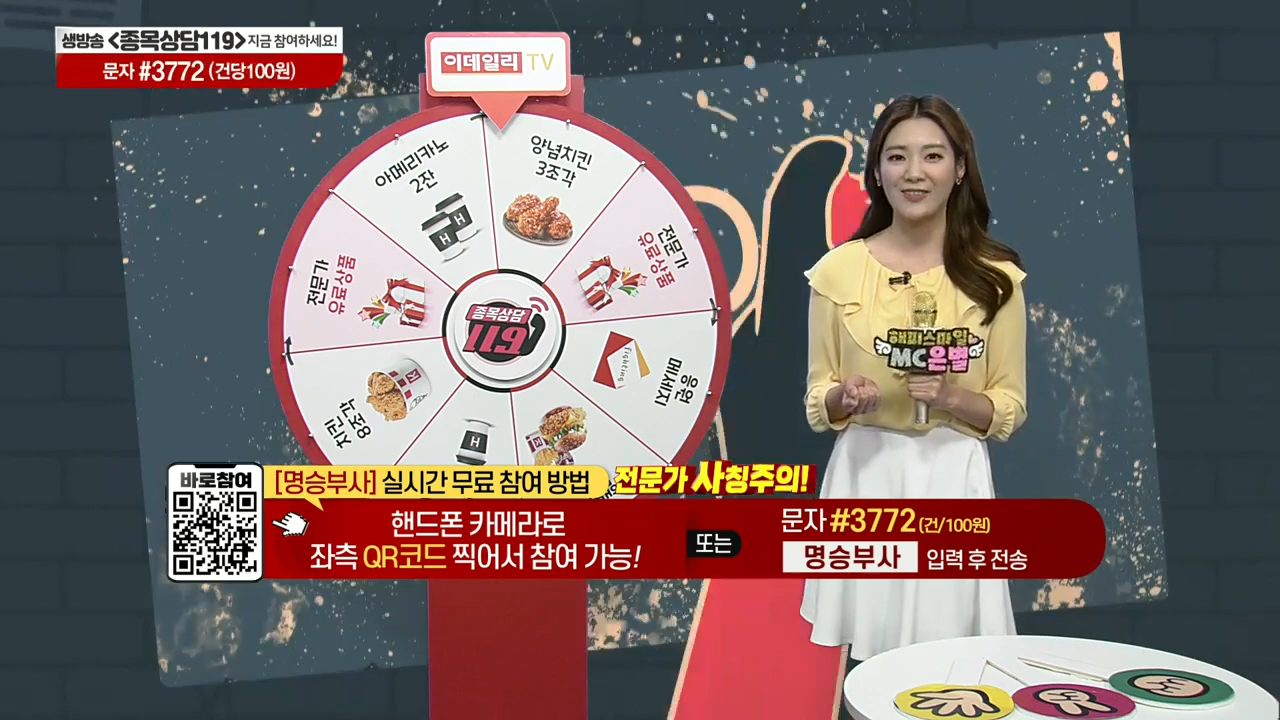 생방송 <종목상담119> 지금 참여하세요!
문자 #3772 (건당100원)
이데일리 TV
아메리카노
2잔
양념치킨
3조각
전문가
유료상품
전문가
유료상품
응원
메세지
fighting
치킨
8조각
H
H
H
종목상담
119
해피스마일
MC은별
바로참여
[명승부사] 실시간 무료 참여 방법
전문가 사칭주의!
핸드폰 카메라로
좌측 QR코드 찍어서 참여 가능!
또는
문자 #3772 (건/100원)
명승부사 입력 후 전송